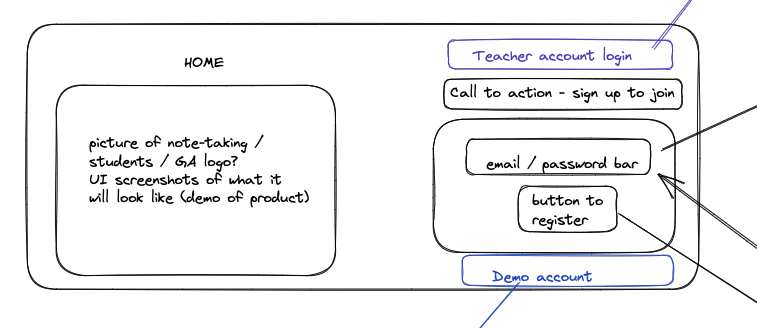 HOME
picture of note-taking /
students / GA logo?
UI screenshots of what it
will look like (demo of product)
Teacher account login
Call to action - sign up to join
email / password bar
button to
register
Demo account